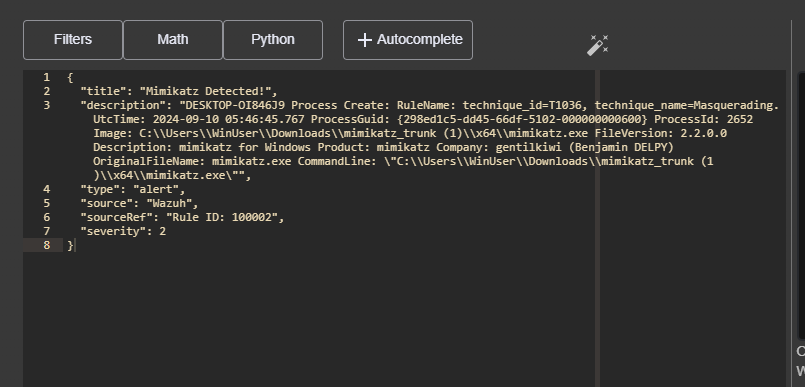 Filters Math Python + Autocomplete
1 {
2 "title": "Mimikatz Detected!",
3 "description": "DESKTOP-OI846J9 Process Create: RuleName: technique_id=T1036, technique_name=Masquerading.
UtcTime: 2024-09-10 05:46:45.767 ProcessGuid: {298ed1c5-dd45-66df-5102-000000000600} ProcessId: 2652
Image: C:\\Users\\WinUser\\Downloads\\mimikatz_trunk (1)\\x64\\mimikatz.exe FileVersion: 2.2.0.0
Description: mimikatz for Windows Product: mimikatz Company: gentilkiwi (Benjamin DELPY)
OriginalFileName: mimikatz.exe CommandLine: \"C:\\Users\\WinUser\\Downloads\\mimikatz_trunk (1
)\\x64\\mimikatz.exe\"",
4 "type": "alert",
5 "source": "Wazuh",
6 "sourceRef": "Rule ID: 100002",
7 "severity": 2
8 }